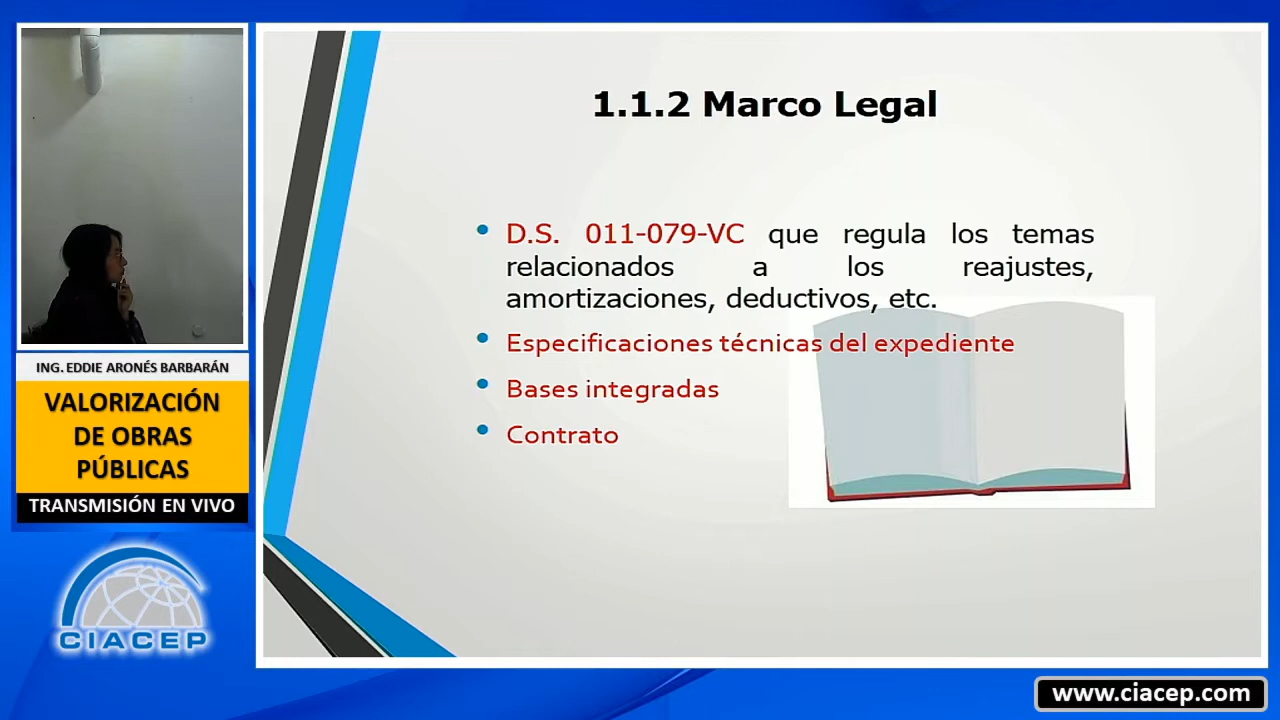 1.1.2 Marco Legal
• D.S. 011-079-VC que regula los temas
relacionados a los reajustes,
amortizaciones, deductivos, etc.
• Especificaciones técnicas del expediente
• Bases integradas
• Contrato
ING. EDDIE ARONÉS BARBARÁN
VALORIZACIÓN
DE OBRAS
PÚBLICAS
TRANSMISIÓN EN VIVO
CIACEP
www.ciacep.com